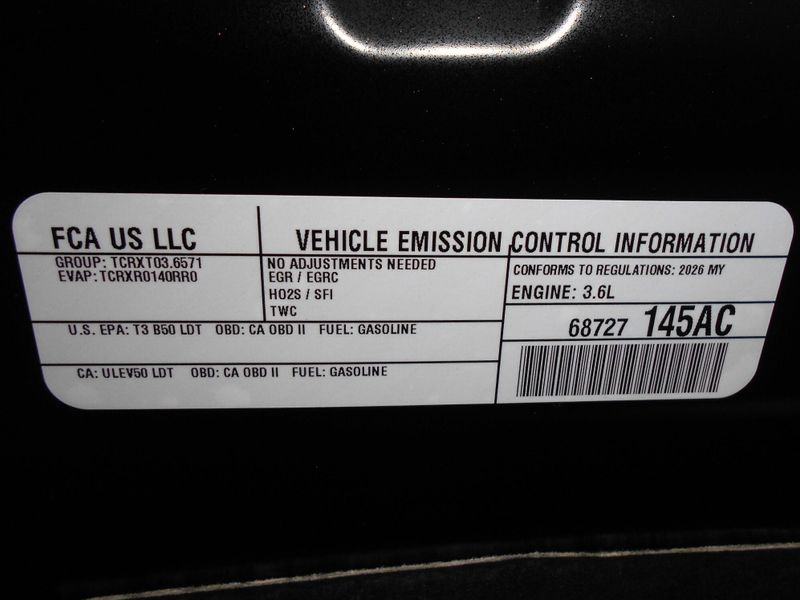 FCA US LLC
VEHICLE EMISSION CONTROL INFORMATION
GROUP: TCRXT03.6571
EVAP: TCRXR0140RR0
NO ADJUSTMENTS NEEDED
EGR / EGRC
HO2S / SFI
TWC
CONFORMS TO REGULATIONS: 2026 MY
ENGINE: 3.6L
U.S. EPA: T3 B50 LDT OBD: CA OBD II FUEL: GASOLINE
68727 145AC
CA: ULEV50 LDT OBD: CA OBD II FUEL: GASOLINE